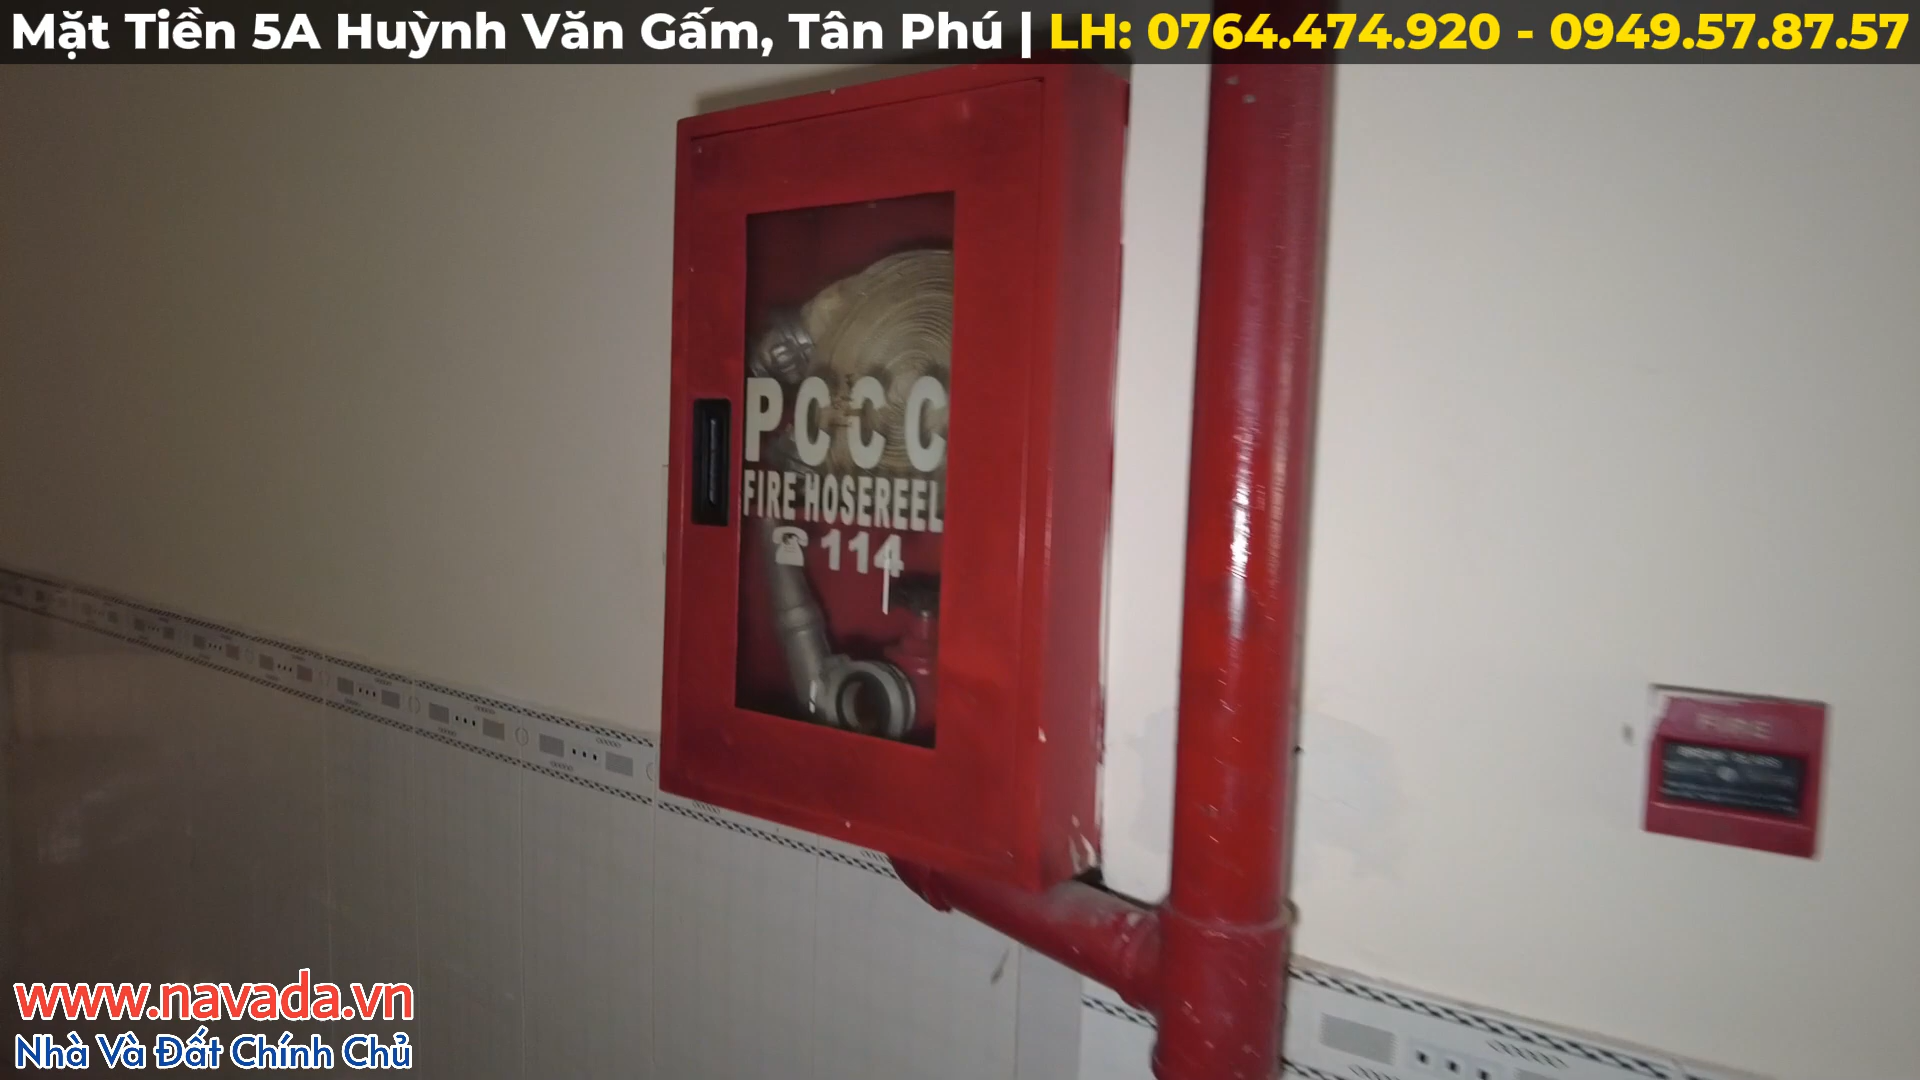 Mặt Tiền 5A Huỳnh Văn Gấm, Tân Phú | LH: 0764.474.920 - 0949.57.87.57
PCCC
FIRE HOSEREEL
☎ 114
FIRE
www.navada.vn
Nhà Và Đất Chính Chủ